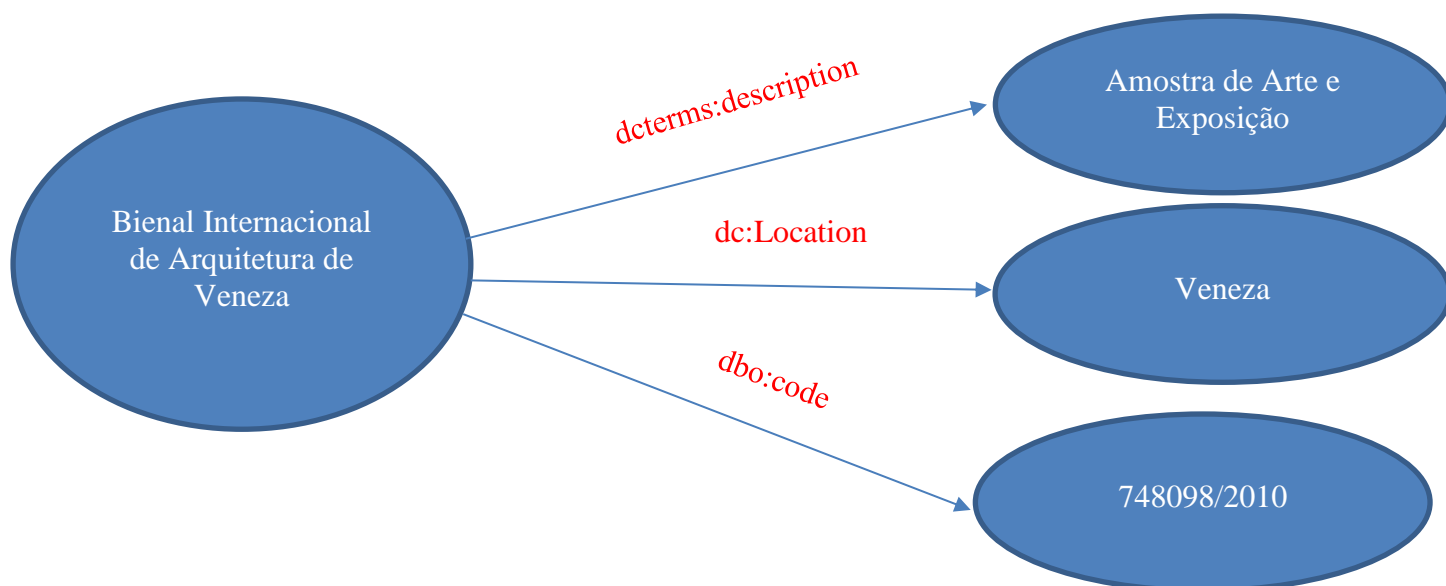 Bienal Internacional
de Arquitetura de
Veneza
dcterms:description
Amostra de Arte e
Exposição
dc:Location
Veneza
dbo:code
748098/2010